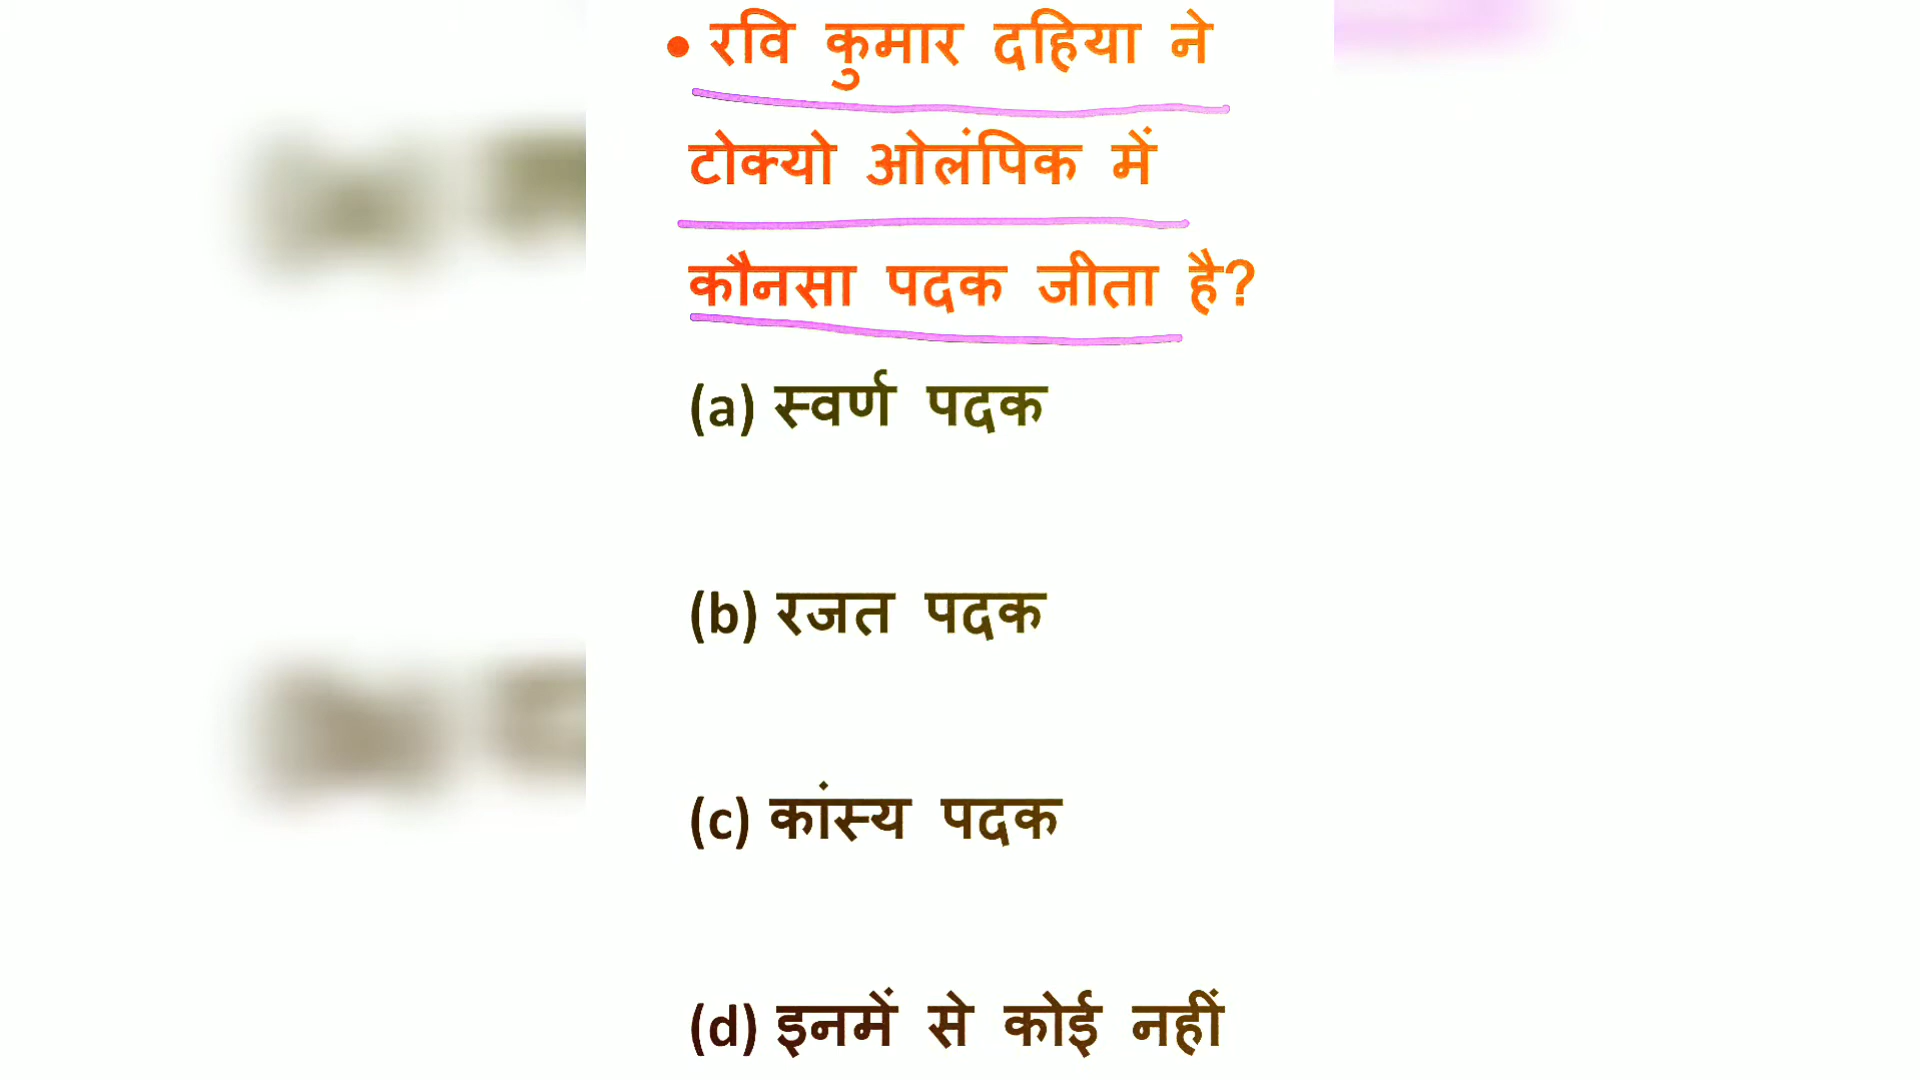 • रवि कुमार दहिया ने
टोक्यो ओलंपिक में
कौनसा पदक जीता है?
(a) स्वर्ण पदक
(b) रजत पदक
(c) कांस्य पदक
(d) इनमें से कोई नहीं